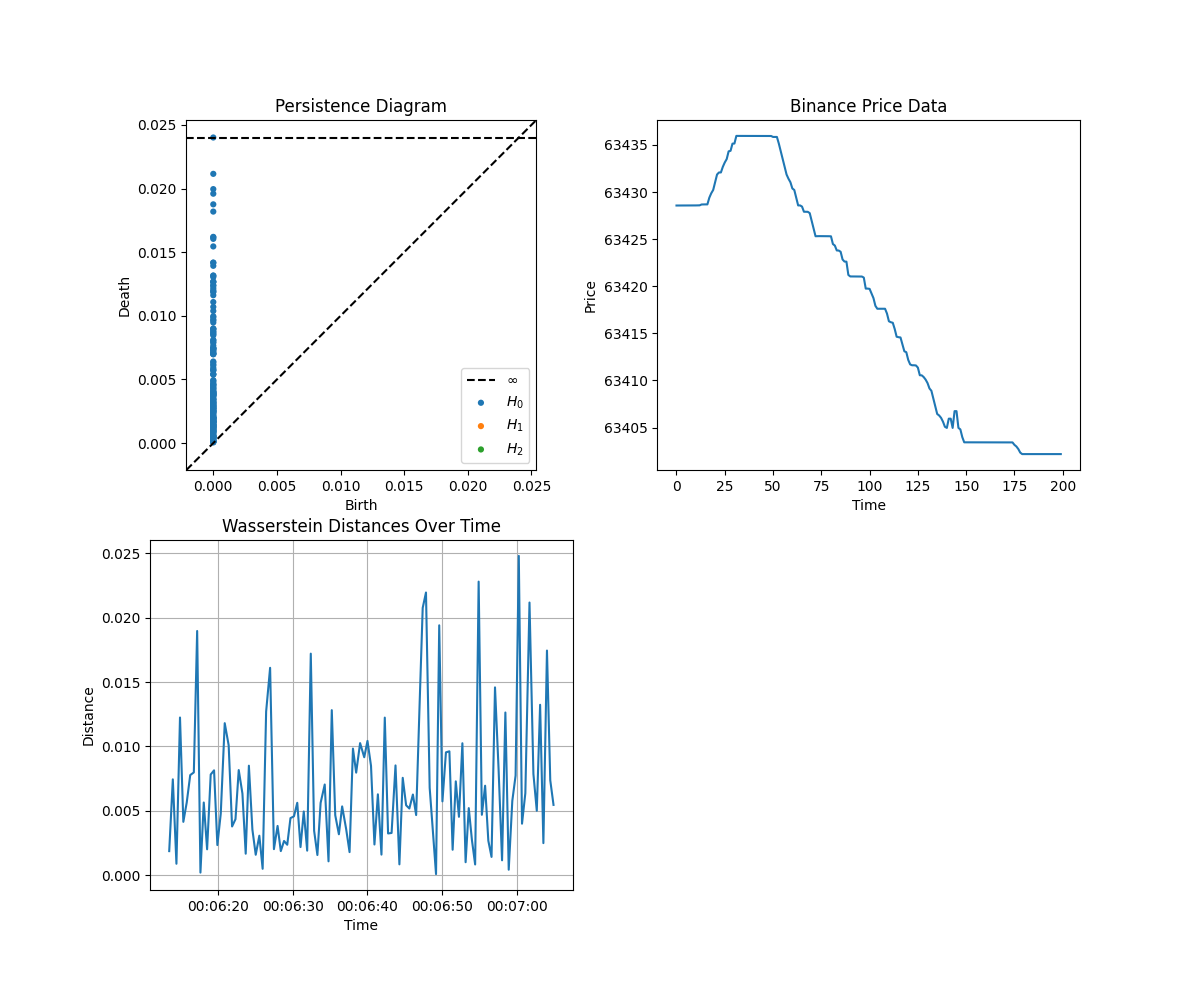 Persistence Diagram
0.025
0.020
0.015
0.010
0.005
0.000
Death
∞
H0
H1
H2
0.000 0.005 0.010 0.015 0.020 0.025
Birth
Binance Price Data
63435
63430
63425
63420
63415
63410
63405
Price
0 25 50 75 100 125 150 175 200
Time
Wasserstein Distances Over Time
0.025
0.020
0.015
0.010
0.005
0.000
Distance
00:06:20 00:06:30 00:06:40 00:06:50 00:07:00
Time